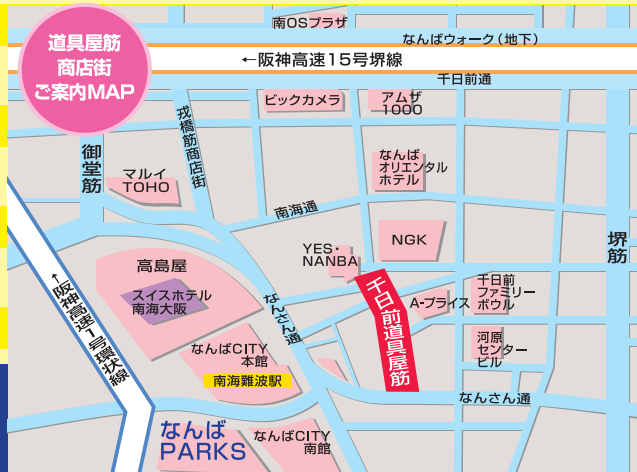 道具屋筋
商店街
ご案内MAP
南OSプラザ
なんばウォーク(地下)
←阪神高速15号堺線
千日前通
ビックカメラ
アムザ
1000
戎橋筋商店街
御堂筋
マルイ
TOHO
なんば
オリエンタル
ホテル
南海通
NGK
YES・
NANBA
堺筋
高島屋
スイスホテル
南海大阪
←阪神高速1号環状線
なんさん通
千日前道具屋筋
A-プライス
千日前
ファミリー
ボウル
河原
センター
ビル
なんばCITY
本館
南海難波駅
なんさん通
なんば
PARKS
なんばCITY
南館